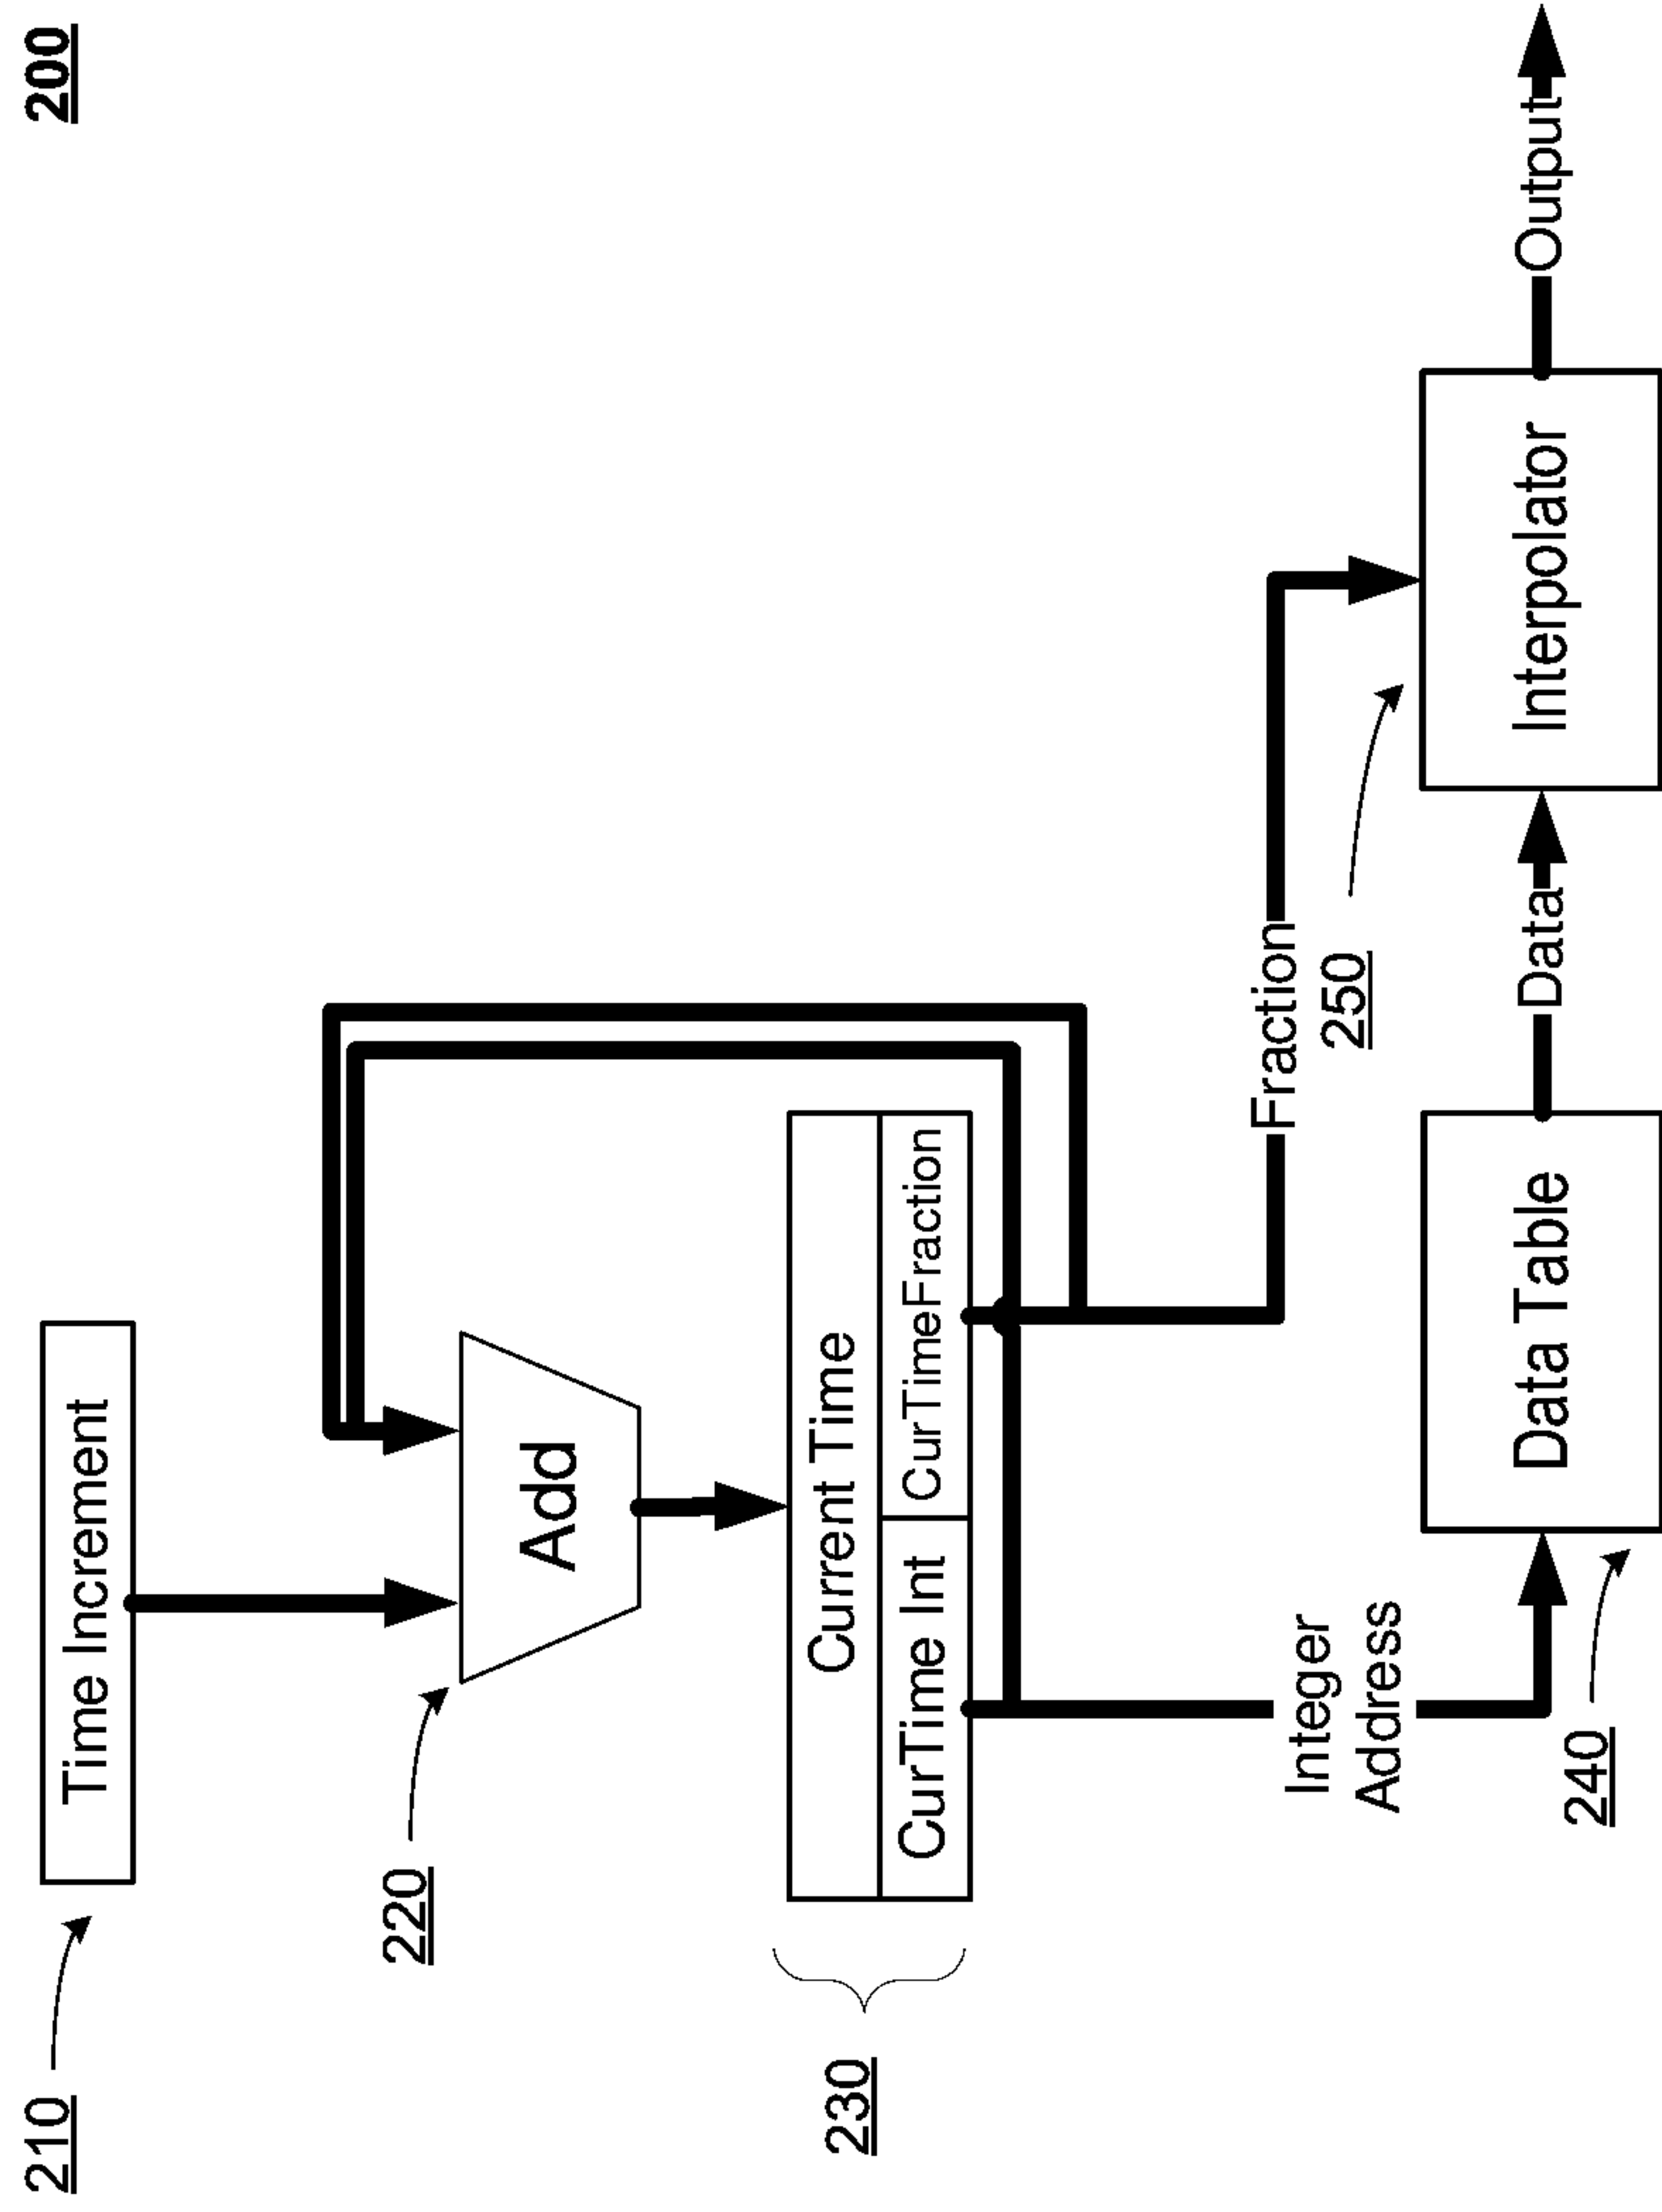 200
210
Time Increment
220
Add
230
Current Time
CurTime Int
CurTimeFraction
Integer
Address
Fraction
250
240
Data Table
Data
Interpolator
Output